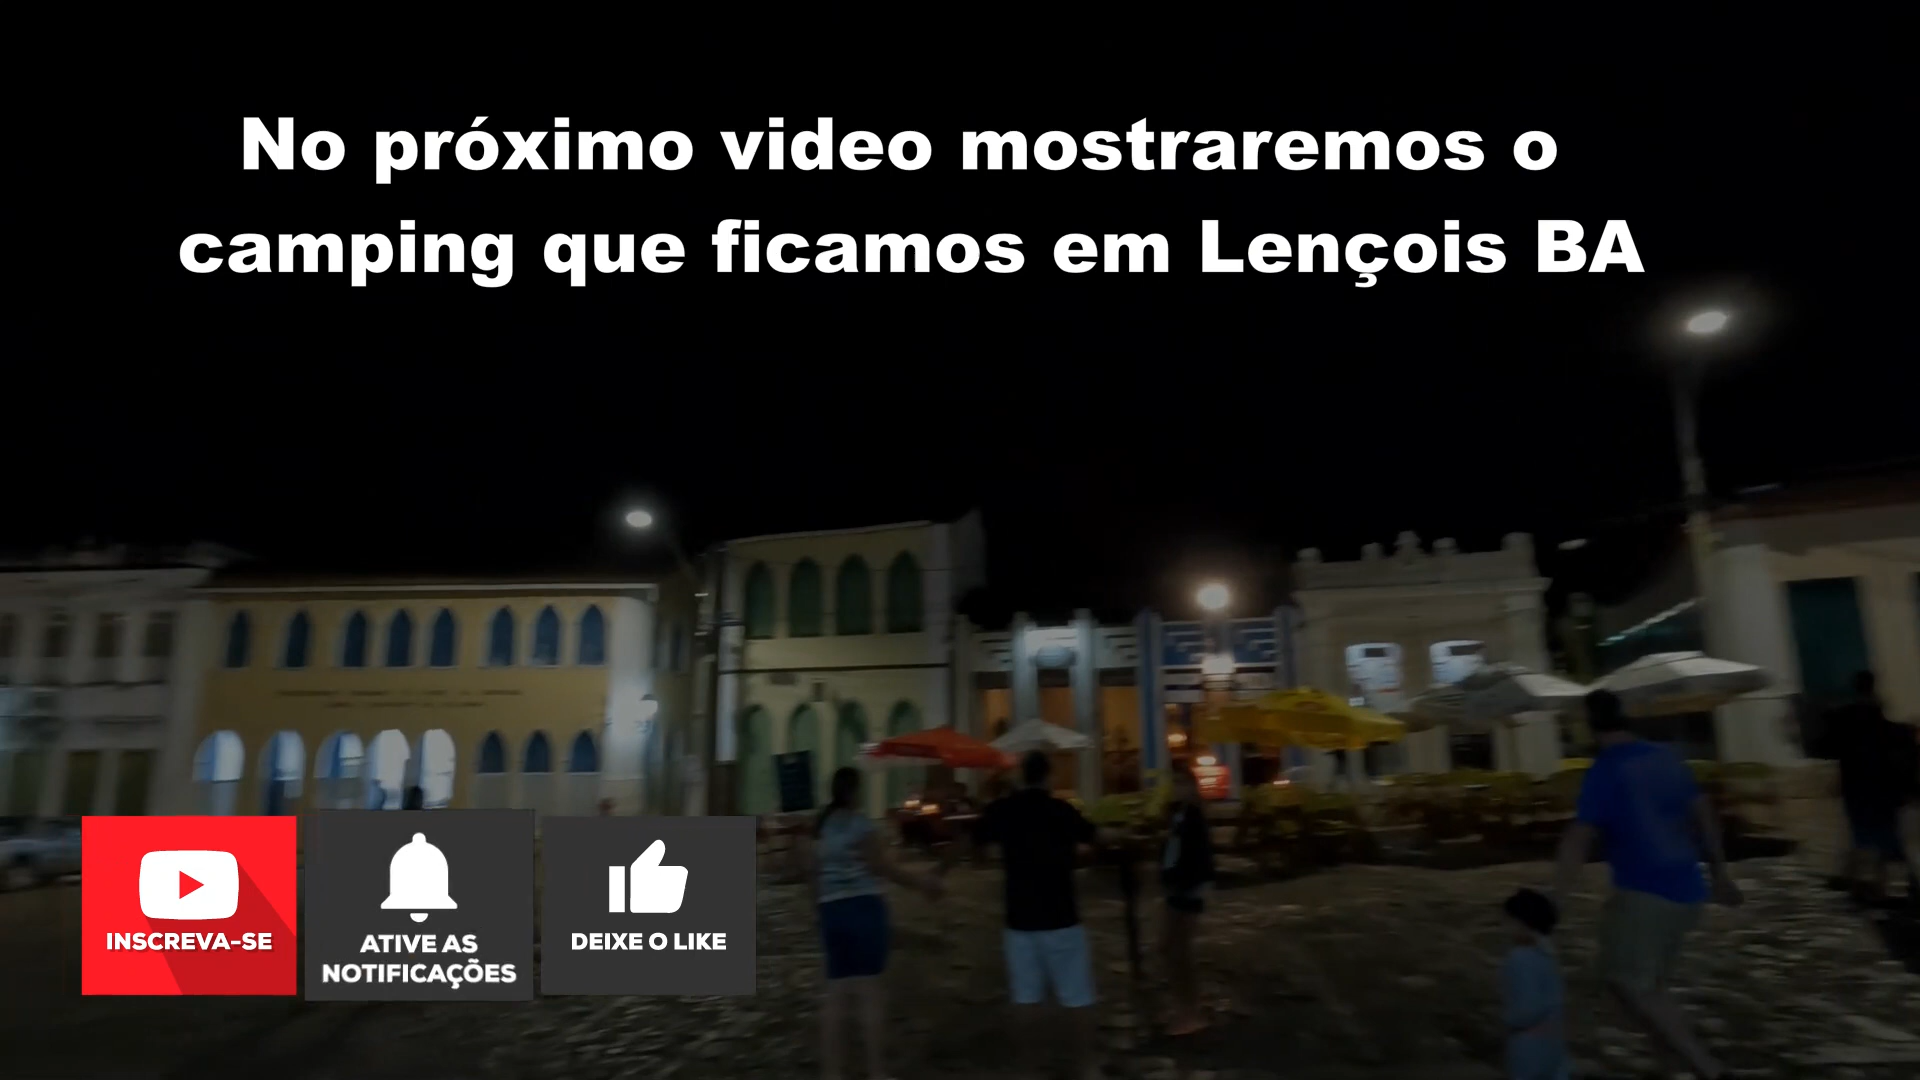 No próximo video mostraremos o
camping que ficamos em Lençois BA
INSCREVA-SE
ATIVE AS
NOTIFICAÇÕES
DEIXE O LIKE